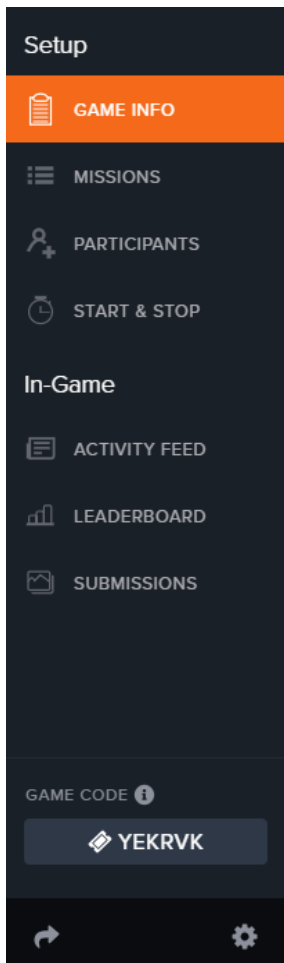 Setup
GAME INFO
MISSIONS
PARTICIPANTS
START & STOP
In-Game
ACTIVITY FEED
LEADERBOARD
SUBMISSIONS
GAME CODE
YEKRVK